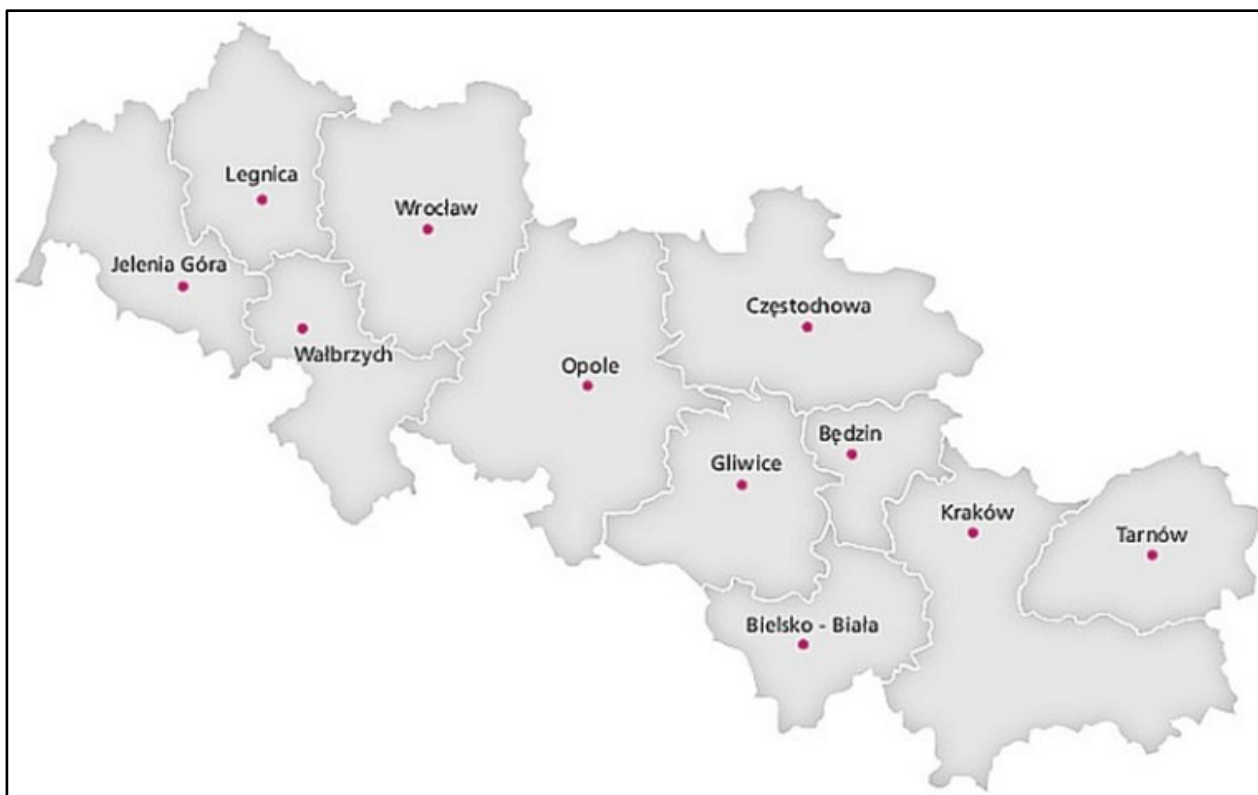 Legnica
Wrocław
Jelenia Góra
Częstochowa
Wałbrzych
Opole
Będzin
Gliwice
Kraków
Tarnów
Bielsko - Biała